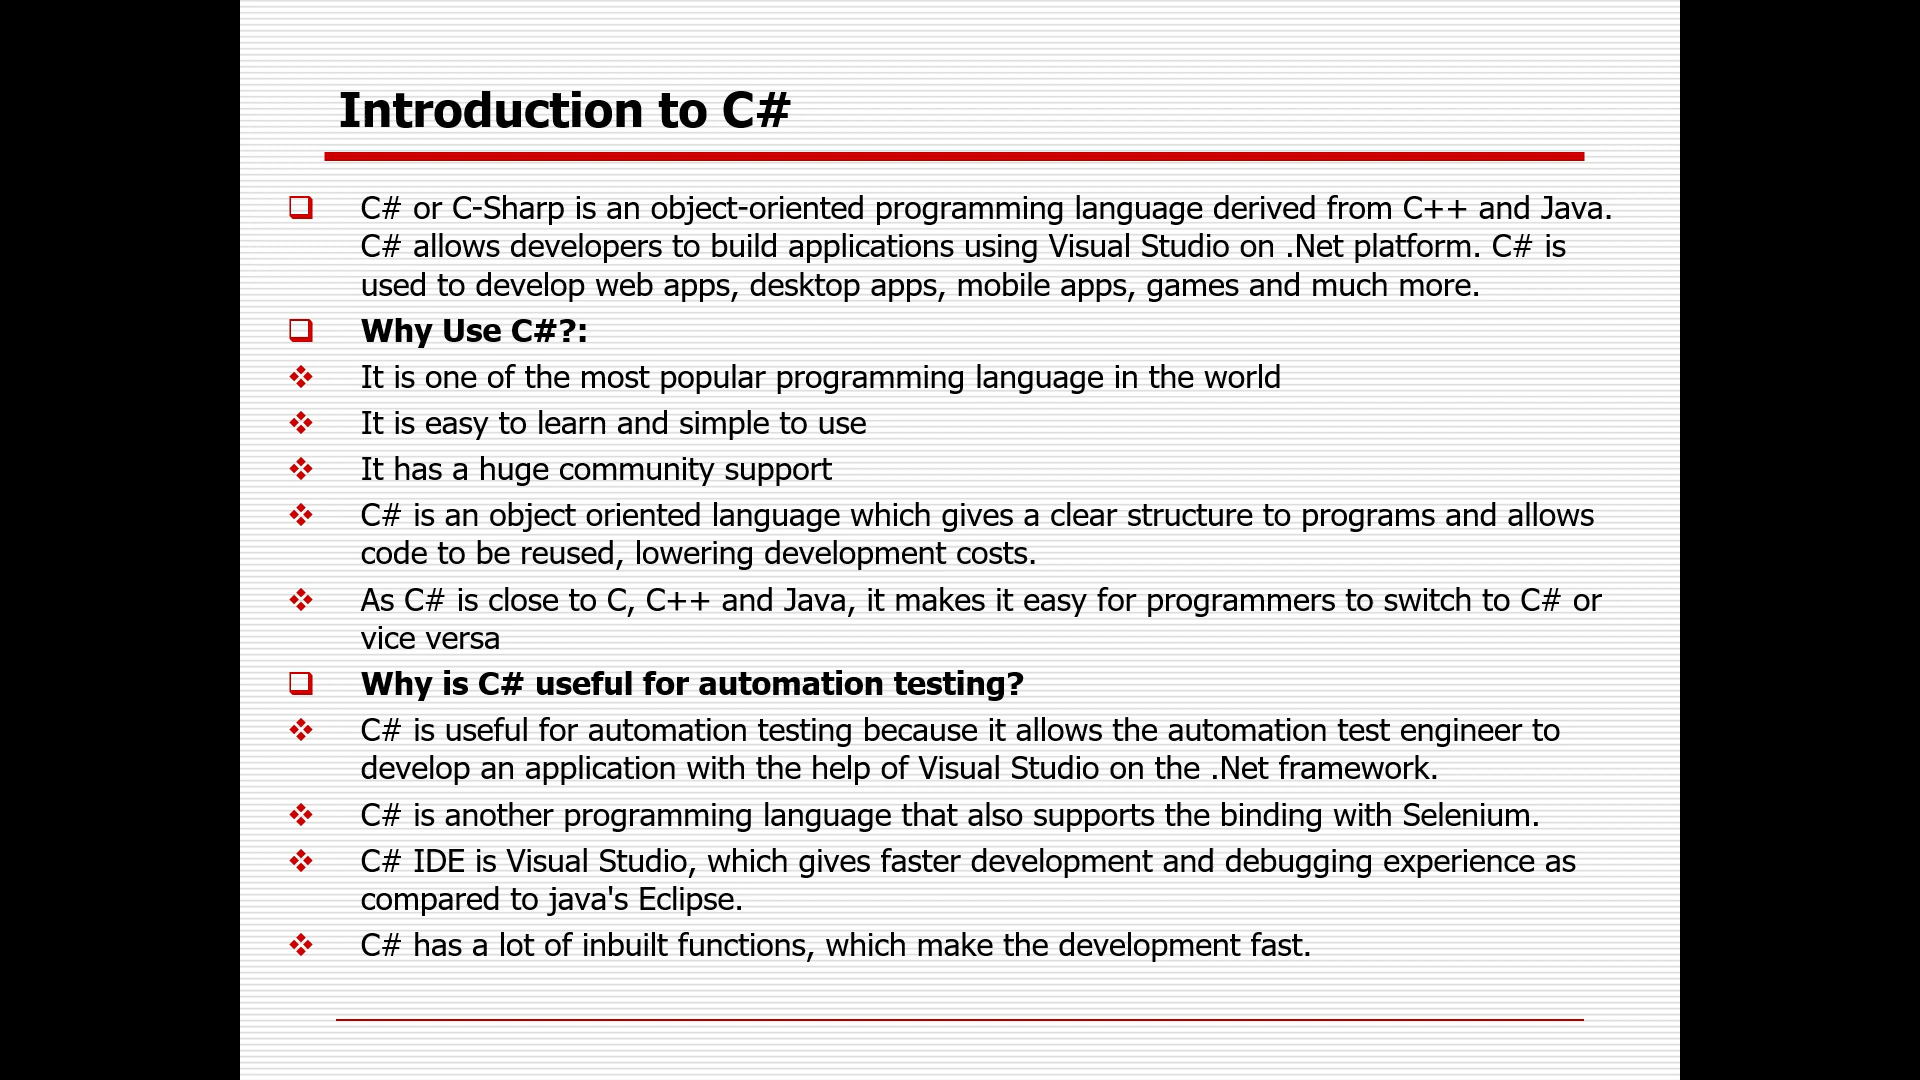 Introduction to C#
C# or C-Sharp is an object-oriented programming language derived from C++ and Java.
C# allows developers to build applications using Visual Studio on .Net platform. C# is
used to develop web apps, desktop apps, mobile apps, games and much more.
Why Use C#?:
It is one of the most popular programming language in the world
It is easy to learn and simple to use
It has a huge community support
C# is an object oriented language which gives a clear structure to programs and allows
code to be reused, lowering development costs.
As C# is close to C, C++ and Java, it makes it easy for programmers to switch to C# or
vice versa
Why is C# useful for automation testing?
C# is useful for automation testing because it allows the automation test engineer to
develop an application with the help of Visual Studio on the .Net framework.
C# is another programming language that also supports the binding with Selenium.
C# IDE is Visual Studio, which gives faster development and debugging experience as
compared to java's Eclipse.
C# has a lot of inbuilt functions, which make the development fast.